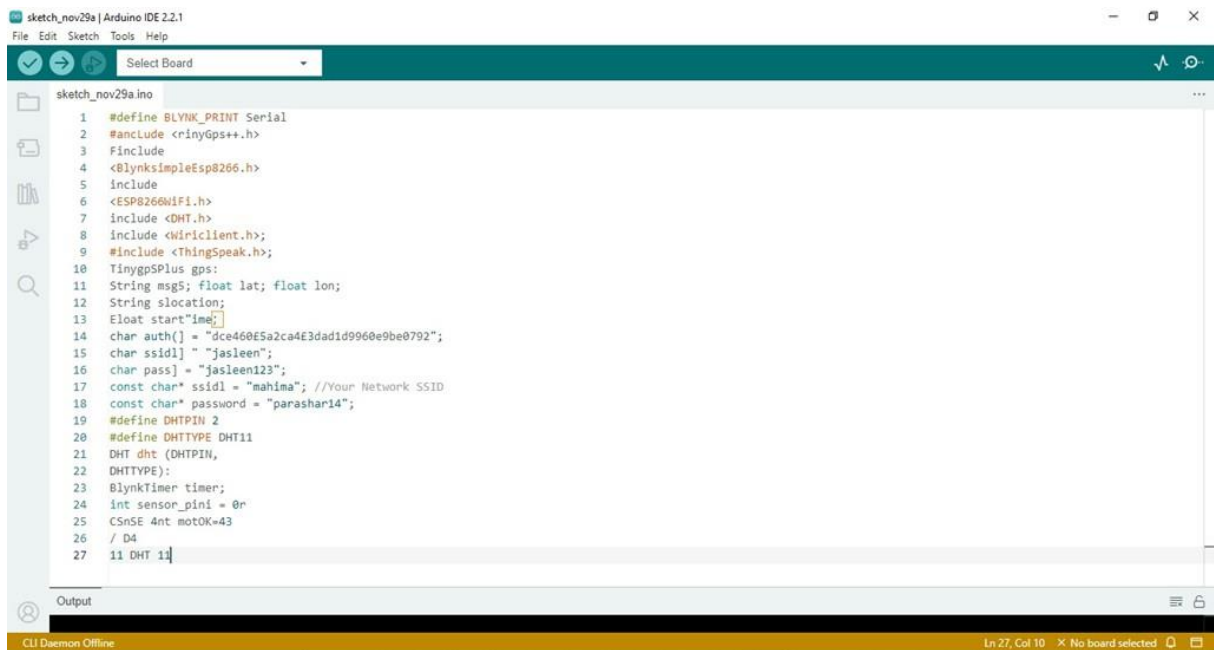 sketch_nov29a | Arduino IDE 2.2.1
File Edit Sketch Tools Help
Select Board
sketch_nov29a.ino
1 #define BLYNK_PRINT Serial
2 #ancLude <rinyGps++.h>
3 Finclude
4 <BlynksimpleEsp8266.h>
5 include
6 <ESP8266WiFi.h>
7 include <DHT.h>
8 include <Wiriclient.h>;
9 #include <ThingSpeak.h>;
10 TinygpSPlus gps:
11 String msg5; float lat; float lon;
12 String slocation;
13 Eloat start"ime;
14 char auth(] = "dce460£5a2ca4£3dad1d9960e9be0792";
15 char ssidl] " "jasleen";
16 char pass] = "jasleen123";
17 const char* ssidl = "mahima"; //Your Network SSID
18 const char* password = "parashar14";
19 #define DHTPIN 2
20 #define DHTTYPE DHT11
21 DHT dht (DHTPIN,
22 DHTTYPE):
23 BlynkTimer timer;
24 int sensor_pini = 0r
25 CSnSE 4nt motOK=43
26 / D4
27 11 DHT 11
Output
CLI Daemon Offline
Ln 27, Col 10 × No board selected